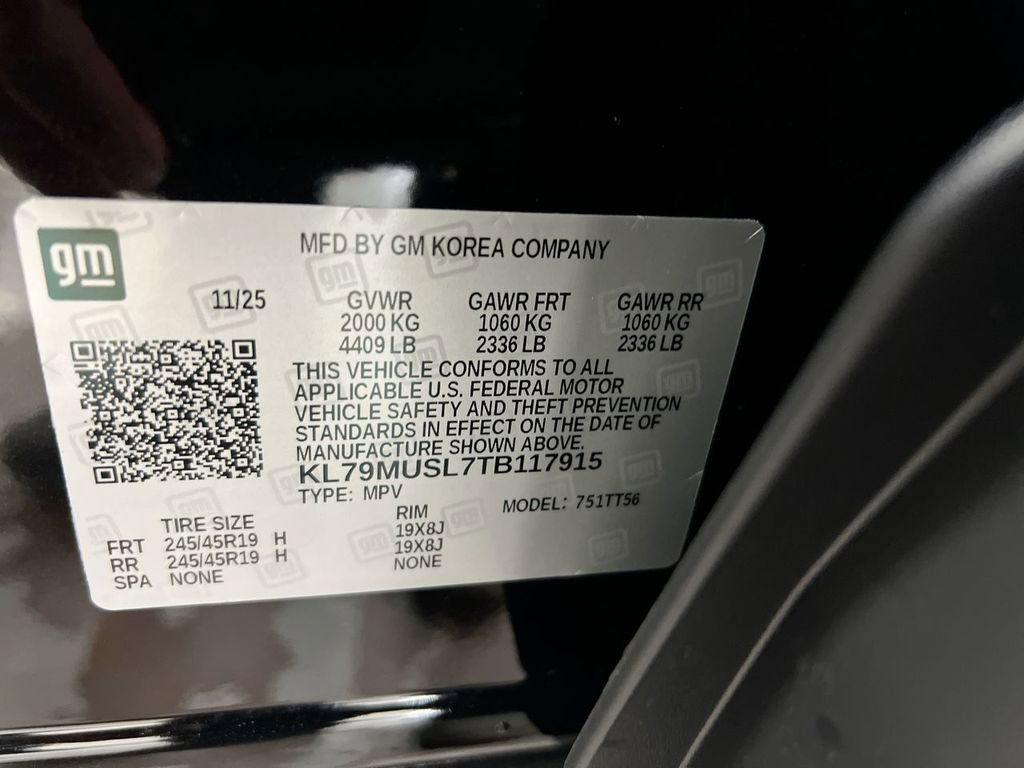 gm
MFD BY GM KOREA COMPANY
11/25 GVWR GAWR FRT GAWR RR
2000 KG 1060 KG 1060 KG
4409 LB 2336 LB 2336 LB
THIS VEHICLE CONFORMS TO ALL
APPLICABLE U.S. FEDERAL MOTOR
VEHICLE SAFETY AND THEFT PREVENTION
STANDARDS IN EFFECT ON THE DATE OF
MANUFACTURE SHOWN ABOVE.
KL79MUSL7TB117915
TYPE: MPV MODEL: 751TT56
TIRE SIZE RIM
FRT 245/45R19 H 19X8J
RR 245/45R19 H 19X8J
SPA NONE NONE